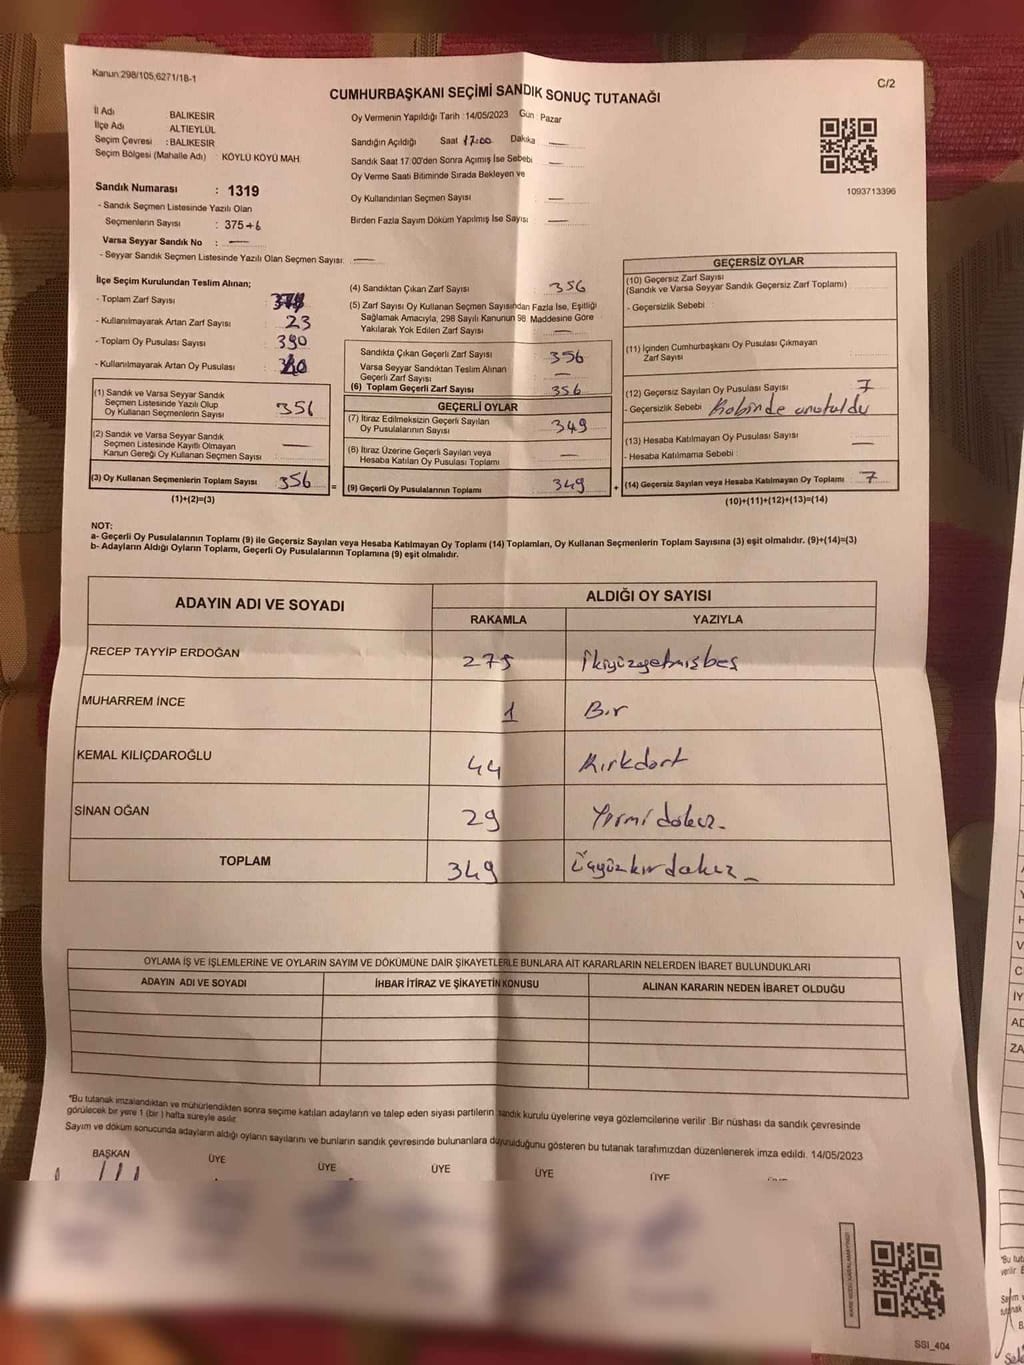 Kanun 298/105,6271/18-1
C/2
CUMHURBAŞKANI SEÇİMİ SANDIK SONUÇ TUTANAĞI
İl Adı BALIKESİR
İlçe Adı ALTIEYLÜL
Seçim Çevresi : BALIKESİR
Seçim Bölgesi (Mahalle Adı) : KÖYLÜ KÖYÜ MAH
Sandık Numarası : 1319
- Sandık Seçmen Listesinde Yazılı Olan
Seçmenlerin Sayısı : 375+6
Varsa Seyyar Sandık No : —
- Seyyar Sandık Seçmen Listesinde Yazılı Olan Seçmen Sayısı: —
Oy Vermenin Yapıldığı Tarih : 14/05/2023 Gün : Pazar
Sandığın Açıldığı Saat 17:00 Dakika —
Sandık Saat 17:00'den Sonra Açımış İse Sebebi —
Oy Verme Saati Bitiminde Sırada Bekleyen ve
Oy Kullandırılan Seçmen Sayısı —
Birden Fazla Sayım Döküm Yapılmış İse Sayısı —
1093713396
İlçe Seçim Kurulundan Teslim Alınan;
- Toplam Zarf Sayısı
- Kullanılmayarak Artan Zarf Sayısı 23
- Toplam Oy Pusulası Sayısı 390
- Kullanılmayarak Artan Oy Pusulası
(1) Sandık ve Varsa Seyyar Sandık
Seçmen Listesinde Yazılı Olup
Oy Kullanan Seçmenlerin Sayısı 356
(2) Sandık ve Varsa Seyyar Sandık
Seçmen Listesinde Kayıtlı Olmayan
Kanun Gereği Oy Kullanan Seçmen Sayısı —
(3) Oy Kullanan Seçmenlerin Toplam Sayısı 356 =
(1)+(2)=(3)
(4) Sandıktan Çıkan Zarf Sayısı 356
(5) Zarf Sayısı Oy Kullanan Seçmen Sayısından Fazla İse, Eşitliği
Sağlamak Amacıyla, 298 Sayılı Kanunun 98. Maddesine Göre
Yakılarak Yok Edilen Zarf Sayısı —
Sandıkta Çıkan Geçerli Zarf Sayısı 356
Varsa Seyyar Sandıktan Teslim Alınan
Geçerli Zarf Sayısı —
(6) Toplam Geçerli Zarf Sayısı 356
GEÇERLİ OYLAR
(7) İtiraz Edilmeksizin Geçerli Sayılan
Oy Pusulalarının Sayısı 349
(8) İtiraz Üzerine Geçerli Sayılan veya
Hesaba Katılan Oy Pusulası Toplamı —
(9) Geçerli Oy Pusulalarının Toplamı 349 +
GEÇERSİZ OYLAR
(10) Geçersiz Zarf Sayısı
(Sandık ve Varsa Seyyar Sandık Geçersiz Zarf Toplamı)
- Geçersizlik Sebebi :
(11) İçinden Cumhurbaşkanı Oy Pusulası Çıkmayan
Zarf Sayısı
(12) Geçersiz Sayılan Oy Pusulası Sayısı 7
- Geçersizlik Sebebi Kabinde unutuldu
(13) Hesaba Katılmayan Oy Pusulası Sayısı —
- Hesaba Katılmama Sebebi :
(14) Geçersiz Sayılan veya Hesaba Katılmayan Oy Toplamı 7
(10)+(11)+(12)+(13)=(14)
NOT:
a- Geçerli Oy Pusulalarının Toplamı (9) ile Geçersiz Sayılan veya Hesaba Katılmayan Oy Toplamı (14) Toplamları, Oy Kullanan Seçmenlerin Toplam Sayısına (3) eşit olmalıdır. (9)+(14)=(3)
b- Adayların Aldığı Oyların Toplamı, Geçerli Oy Pusulalarının Toplamına (9) eşit olmalıdır.
ADAYIN ADI VE SOYADI ALDIĞI OY SAYISI
RAKAMLA YAZIYLA
RECEP TAYYİP ERDOĞAN 275 ikiyüzyetmişbeş
MUHARREM İNCE 1 Bir
KEMAL KILIÇDAROĞLU 44 Kırkdört
SİNAN OĞAN 29 Yirmi dokuz
TOPLAM 349 Üçyüzkırdokuz
OYLAMA İŞ VE İŞLEMLERİNE VE OYLARIN SAYIM VE DÖKÜMÜNE DAİR ŞİKAYETLERLE BUNLARA AİT KARARLARIN NELERDEN İBARET BULUNDUKLARI
ADAYIN ADI VE SOYADI İHBAR İTİRAZ VE ŞİKAYETİN KONUSU ALINAN KARARIN NEDEN İBARET OLDUĞU
*Bu tutanak imzalandıktan ve mühürlendikten sonra seçime katılan adayların ve talep eden siyasi partilerin sandık kurulu üyelerine veya gözlemcilerine verilir. Bir nüshası da sandık çevresinde
görülecek bir yere 1 (bir) hafta süreyle asılır.
Sayım ve döküm sonucunda adayların aldığı oyların sayılarını ve bunların sandık çevresinde bulunanlara duyurulduğunu gösteren bu tutanak tarafımızdan düzenlenerek imza edildi. 14/05/2023
BAŞKAN ÜYE ÜYE ÜYE ÜYE ÜYE
SSI_404